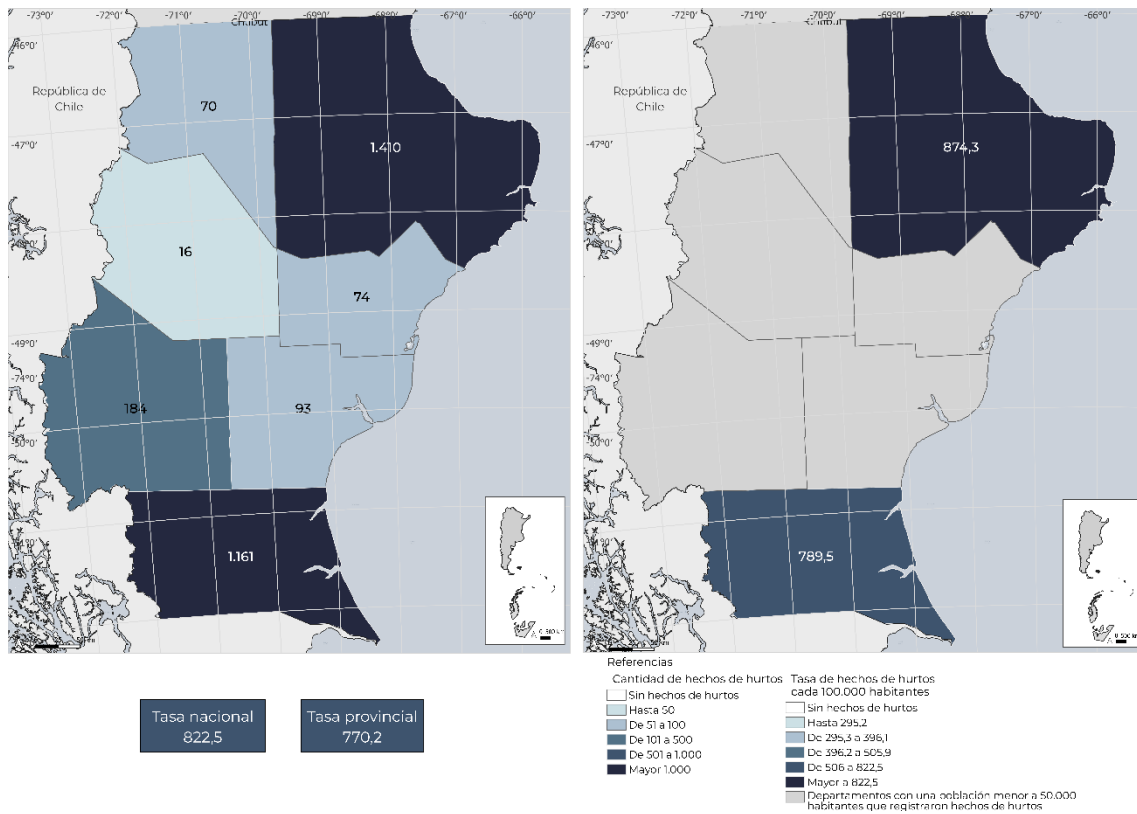 -73°0' -72°0' -71°0' -70°0' -69°0' -68°0' -67°0' -66°0'
Chubut
-46°0'
República de
Chile
70
-47°0'
1.410
16
74
-49°0'
-74°0'
184
93
-50°0'
1.161
-73°0' -72°0' -71°0' -70°0' -69°0' -68°0' -67°0' -66°0'
Chubut
-46°0'
República de
Chile
-47°0'
874,3
-49°0'
-74°0'
-50°0'
789,5
Tasa nacional
822,5
Tasa provincial
770,2
Referencias
Cantidad de hechos de hurtos
Sin hechos de hurtos
Hasta 50
De 51 a 100
De 101 a 500
De 501 a 1.000
Mayor 1.000
Tasa de hechos de hurtos
cada 100.000 habitantes
Sin hechos de hurtos
Hasta 295,2
De 295,3 a 396,1
De 396,2 a 505,9
De 506 a 822,5
Mayor a 822,5
Departamentos con una población menor a 50.000
habitantes que registraron hechos de hurtos